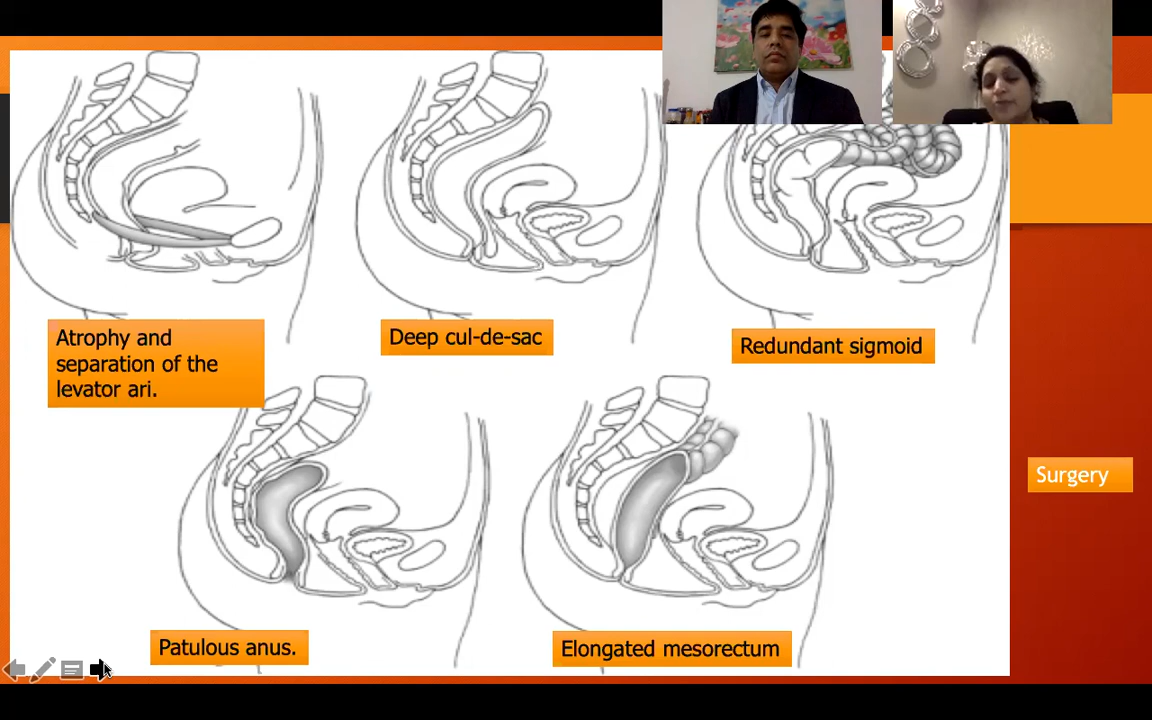 Atrophy and
separation of the
levator ari.
Deep cul-de-sac
Redundant sigmoid
Surgery
Patulous anus.
Elongated mesorectum